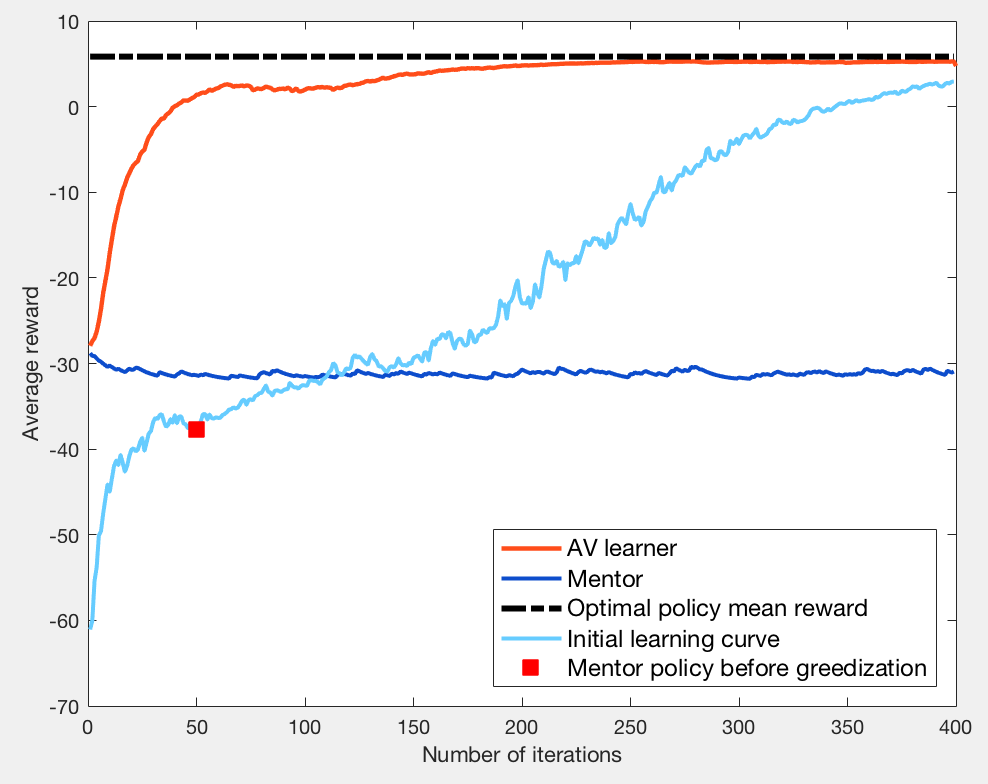 10
0
-10
-20
-30
-40
-50
-60
-70
Average reward
0 50 100 150 200 250 300 350 400
Number of iterations
AV learner
Mentor
Optimal policy mean reward
Initial learning curve
Mentor policy before greedization